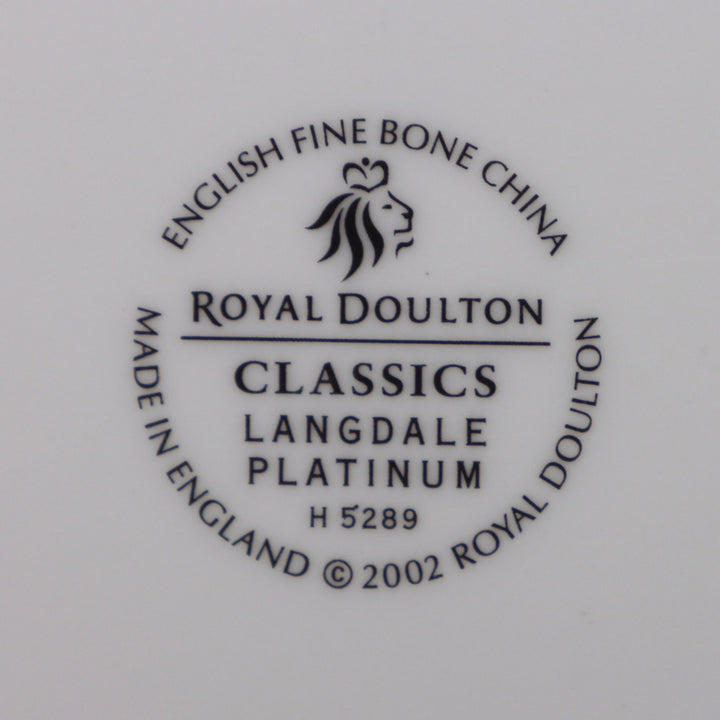 ENGLISH FINE BONE CHINA
ROYAL DOULTON
CLASSICS
LANGDALE
PLATINUM
H 5289
MADE IN ENGLAND © 2002 ROYAL DOULTON